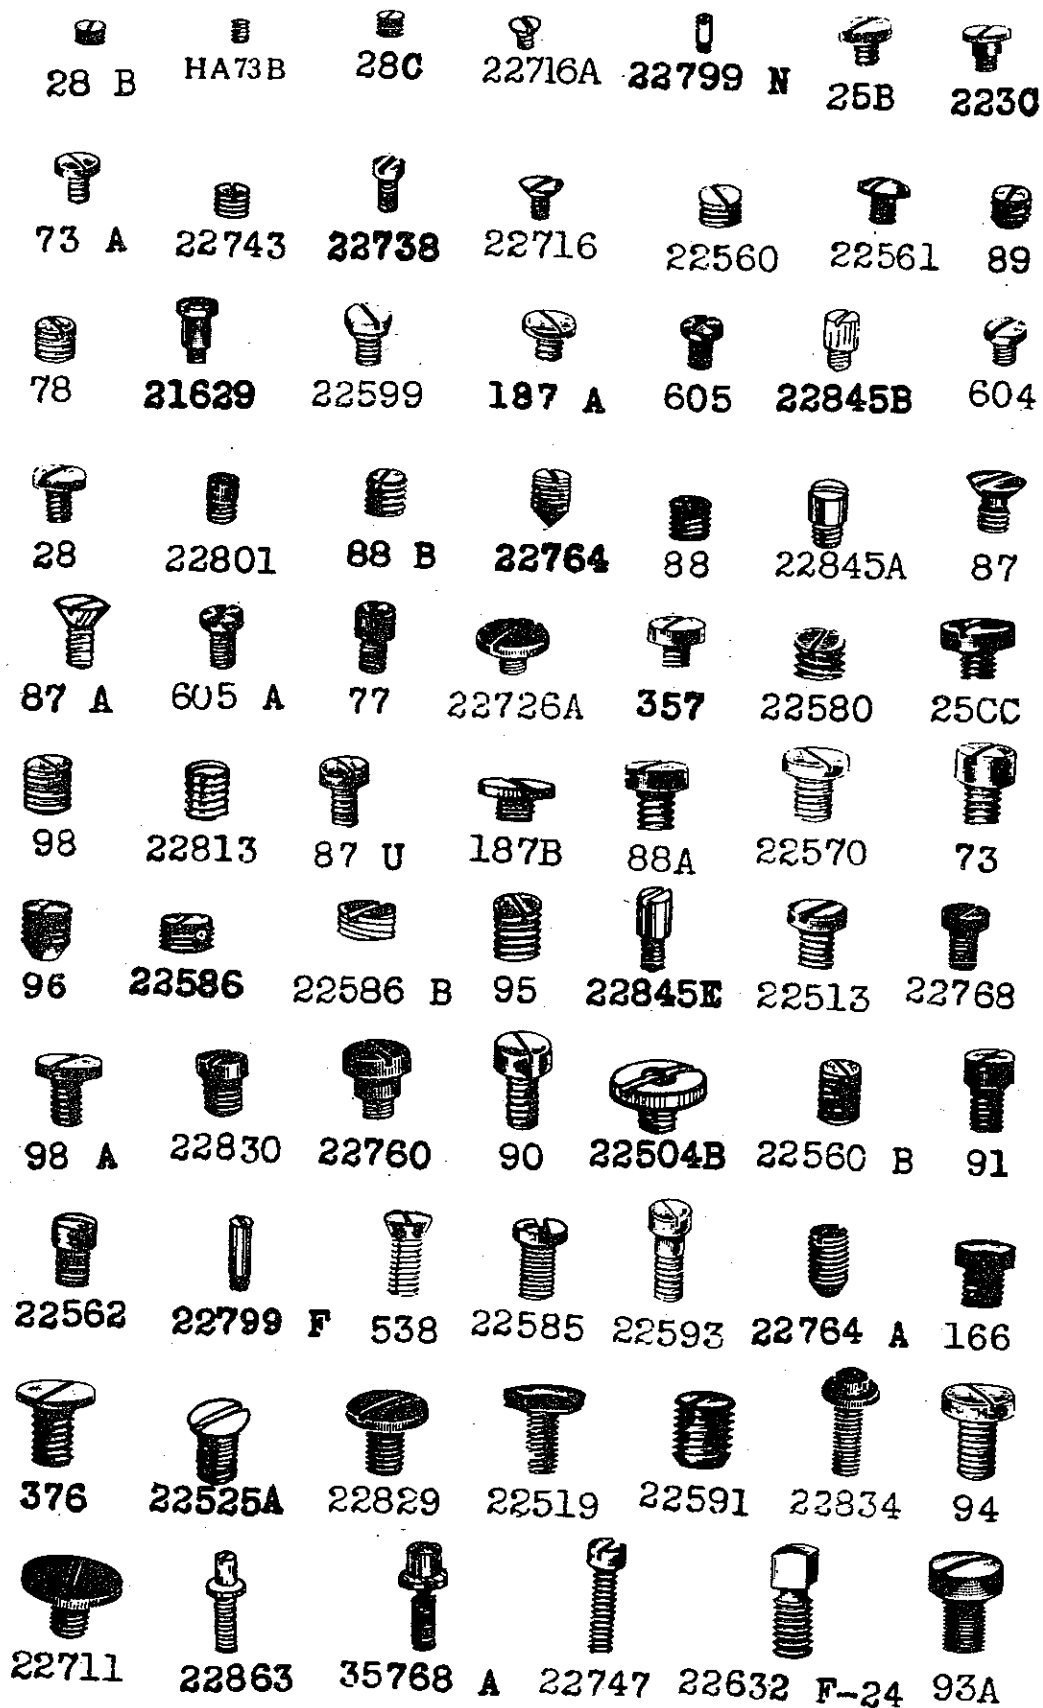 28 B HA73B 28C 22716A 22799 N 25B 223C
73 A 22743 22738 22716 22560 22561 89
78 21629 22599 187 A 605 22845B 604
28 22801 88 B 22764 88 22845A 87
87 A 605 A 77 22726A 357 22580 25CC
98 22813 87 U 187B 88A 22570 73
96 22586 22586 B 95 22845E 22513 22768
98 A 22830 22760 90 22504B 22560 B 91
22562 22799 F 538 22585 22593 22764 A 166
376 22525A 22829 22519 22591 22834 94
22711 22863 35768 A 22747 22632 F-24 93A